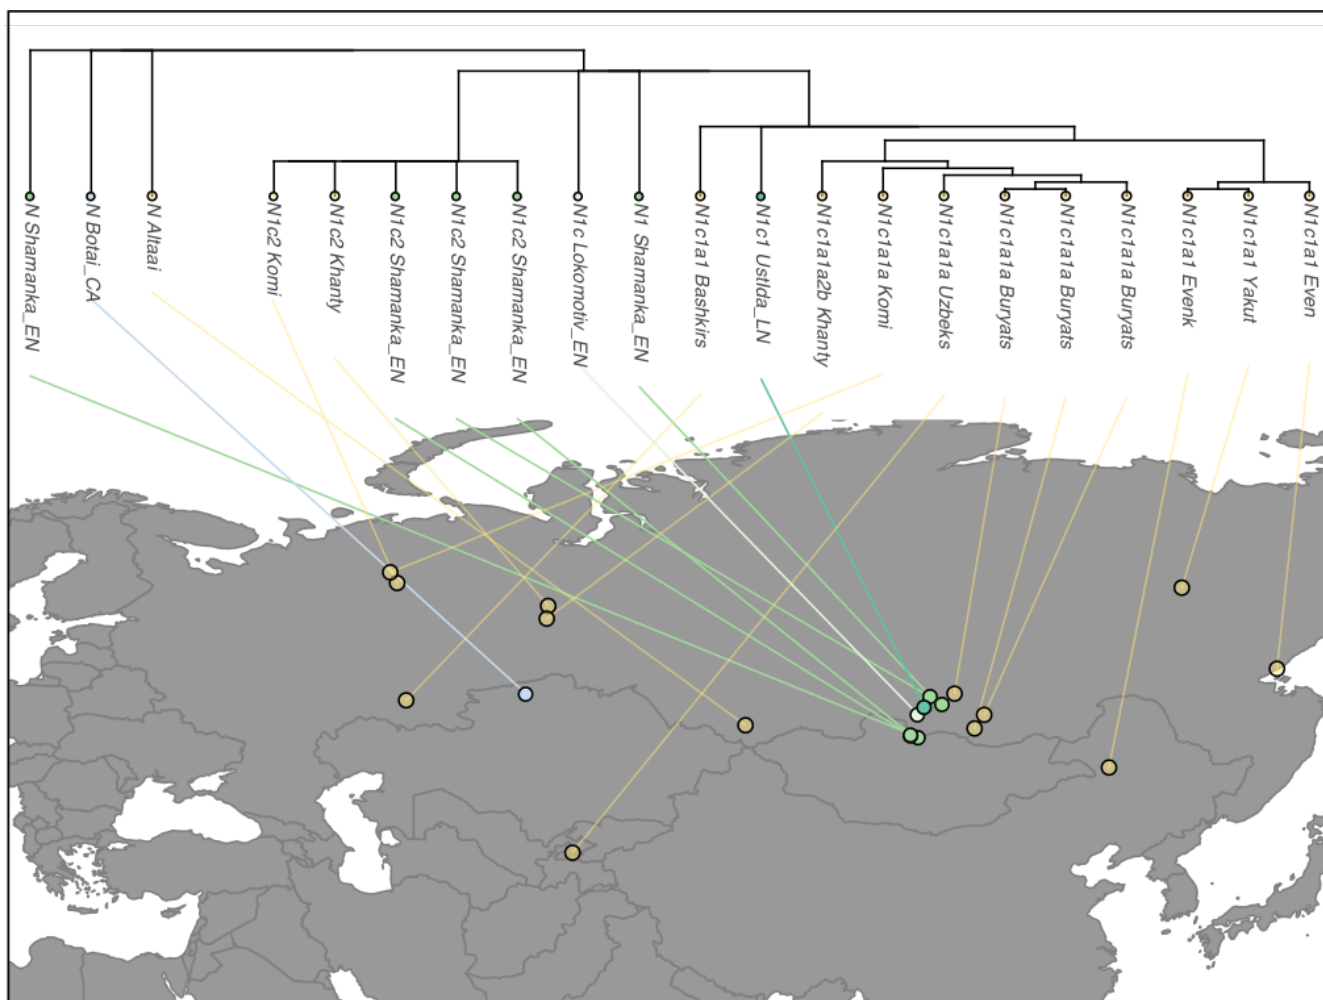 N Shamanka_EN
N Botai_CA
N Altaai
N1c2 Komi
N1c2 Khanty
N1c2 Shamanka_EN
N1c2 Shamanka_EN
N1c2 Shamanka_EN
N1c Lokomotiv_EN
N1 Shamanka_EN
N1c1a1 Bashkirs
N1c1 UstIda_LN
N1c1a1a2b Khanty
N1c1a1a Komi
N1c1a1a Uzbeks
N1c1a1a Buryats
N1c1a1a Buryats
N1c1a1a Buryats
N1c1a1 Evenk
N1c1a1 Yakut
N1c1a1 Even